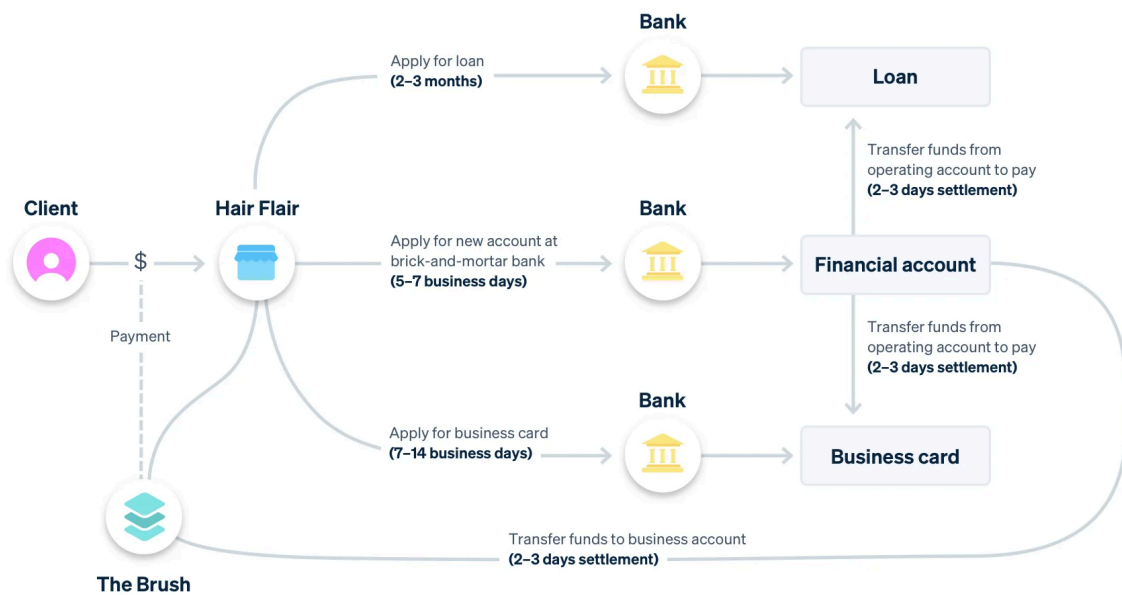 Bank
Apply for loan
(2–3 months)
Loan
Transfer funds from
operating account to pay
(2–3 days settlement)
Client
$
Hair Flair
Apply for new account at
brick-and-mortar bank
(5–7 business days)
Bank
Financial account
Payment
Transfer funds from
operating account to pay
(2–3 days settlement)
Bank
Apply for business card
(7–14 business days)
Business card
Transfer funds to business account
(2–3 days settlement)
The Brush